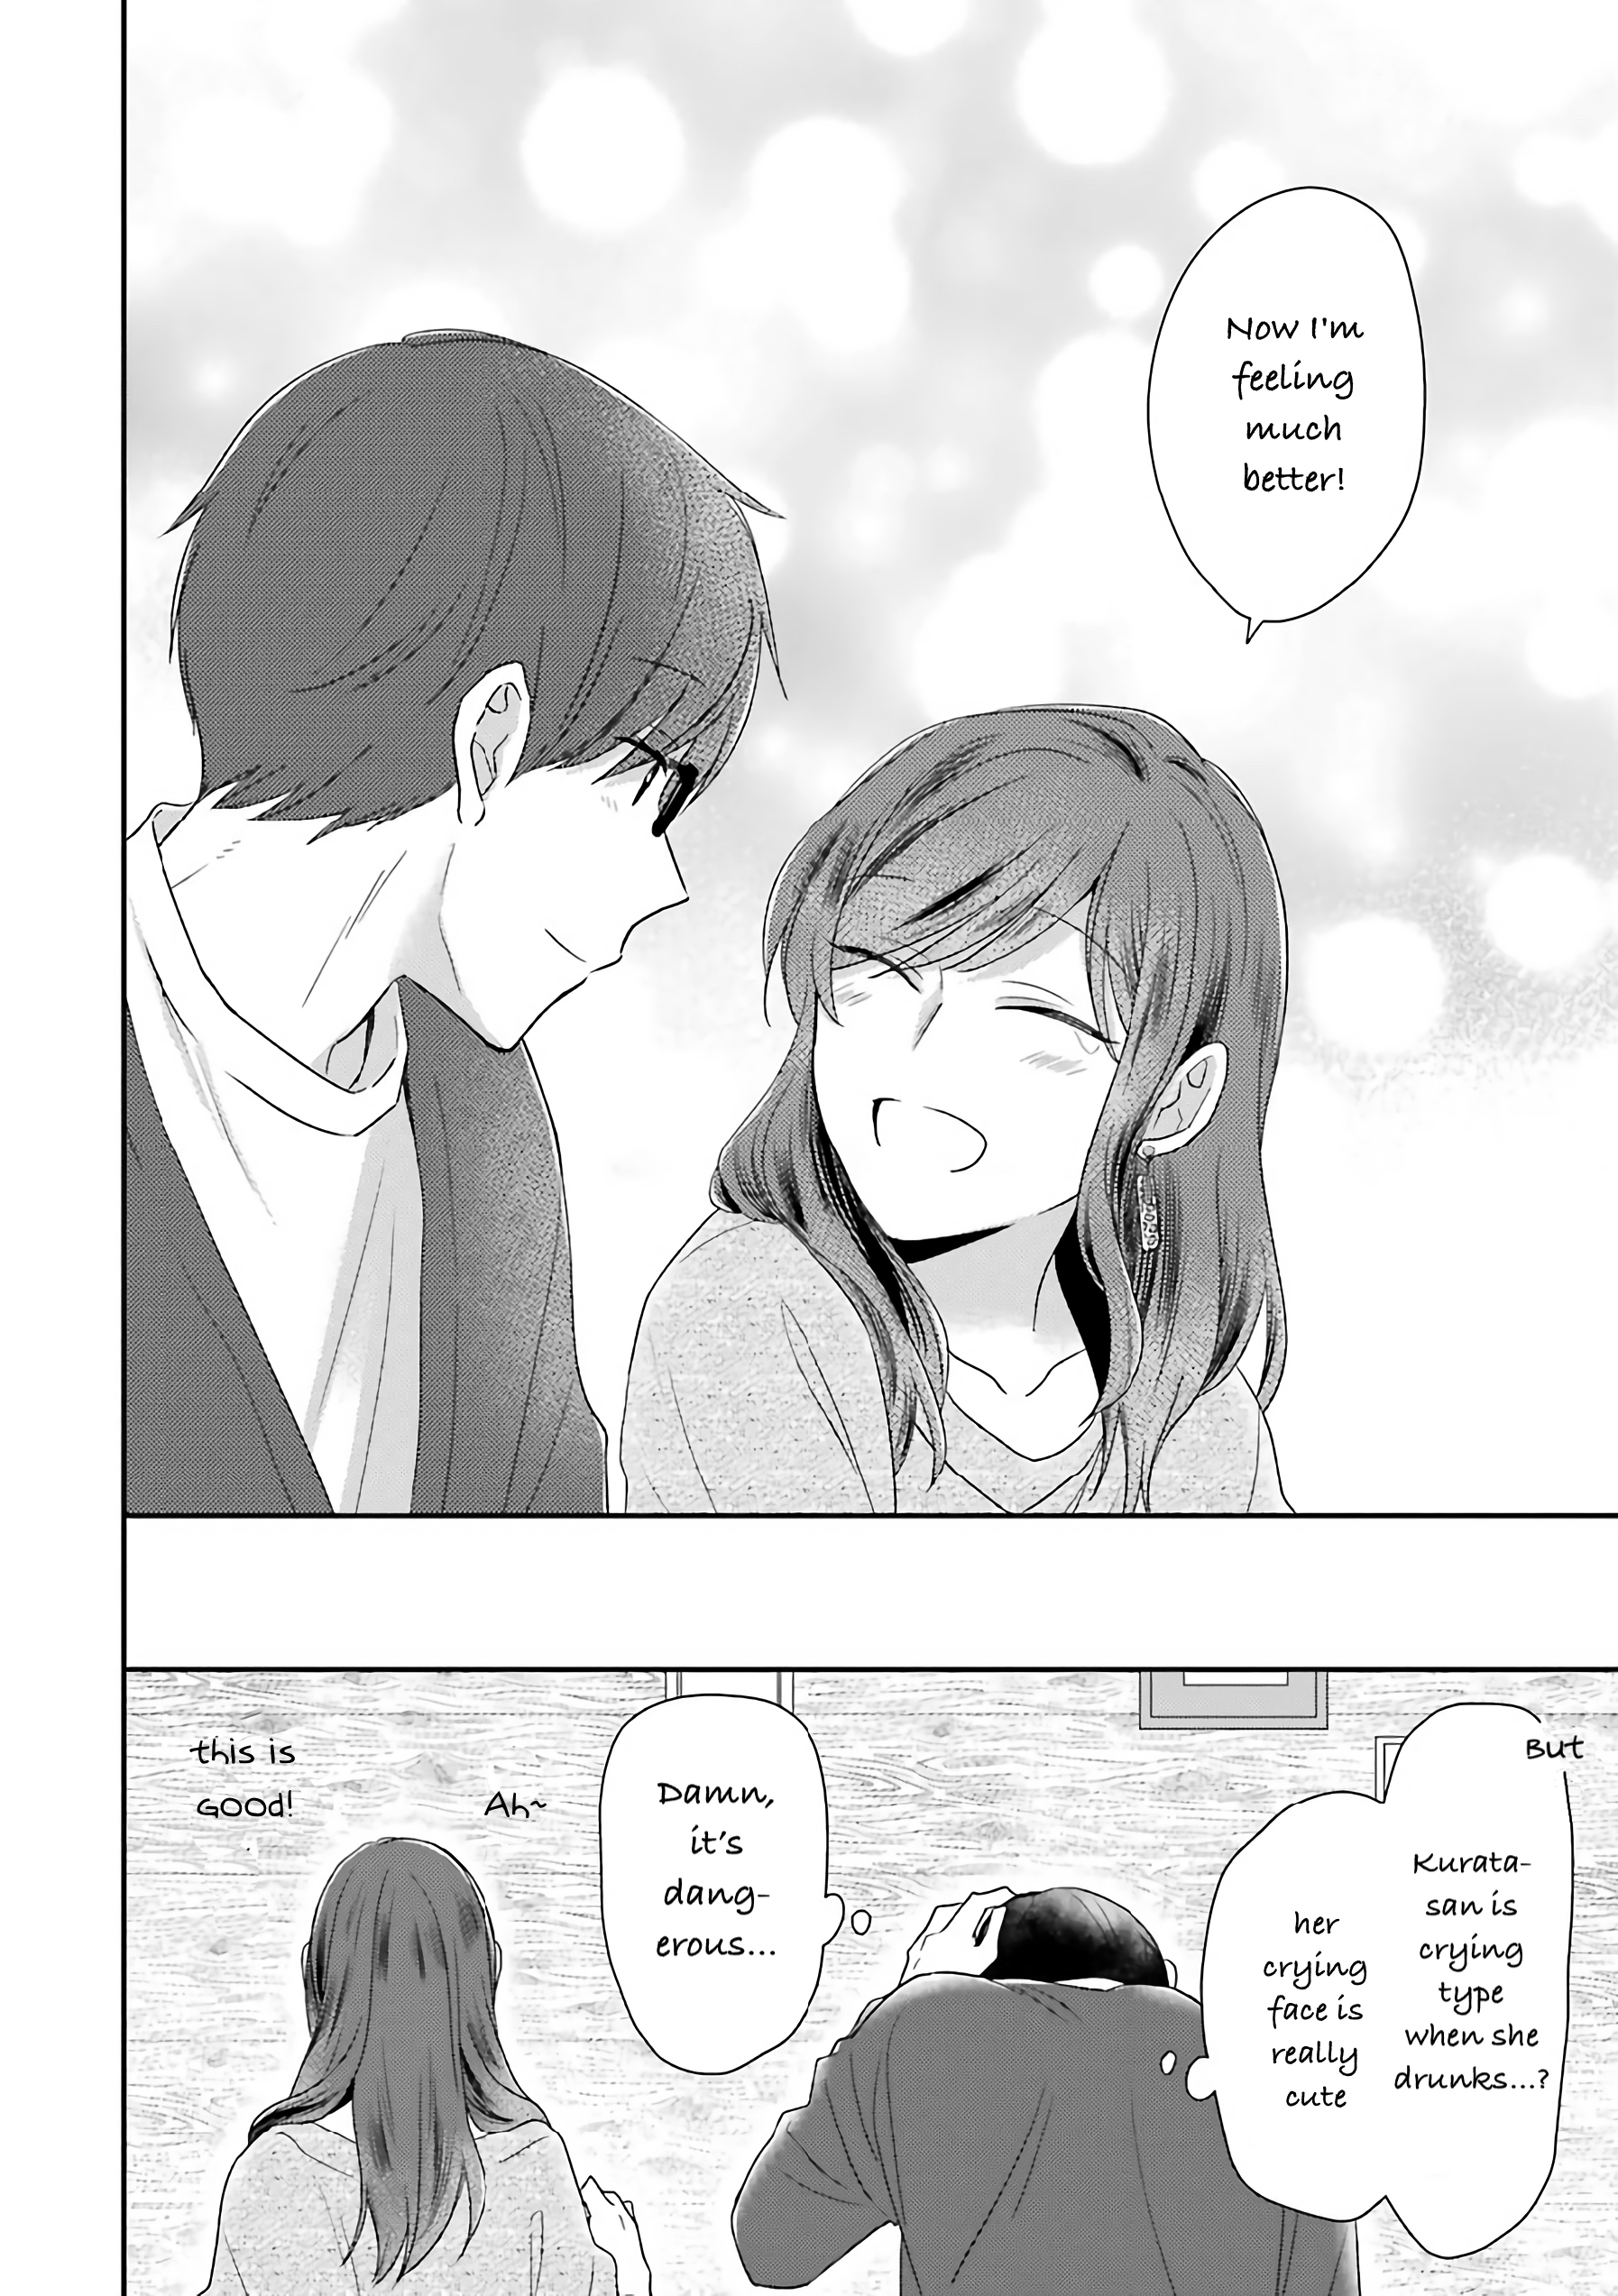 Now I'm
feeling
much
better!
But
Kurata-
san is
crying
type
when she
drunks...?
her
crying
face is
really
cute
Damn,
it's
dang-
erous...
Ah~
this is
GOOd!